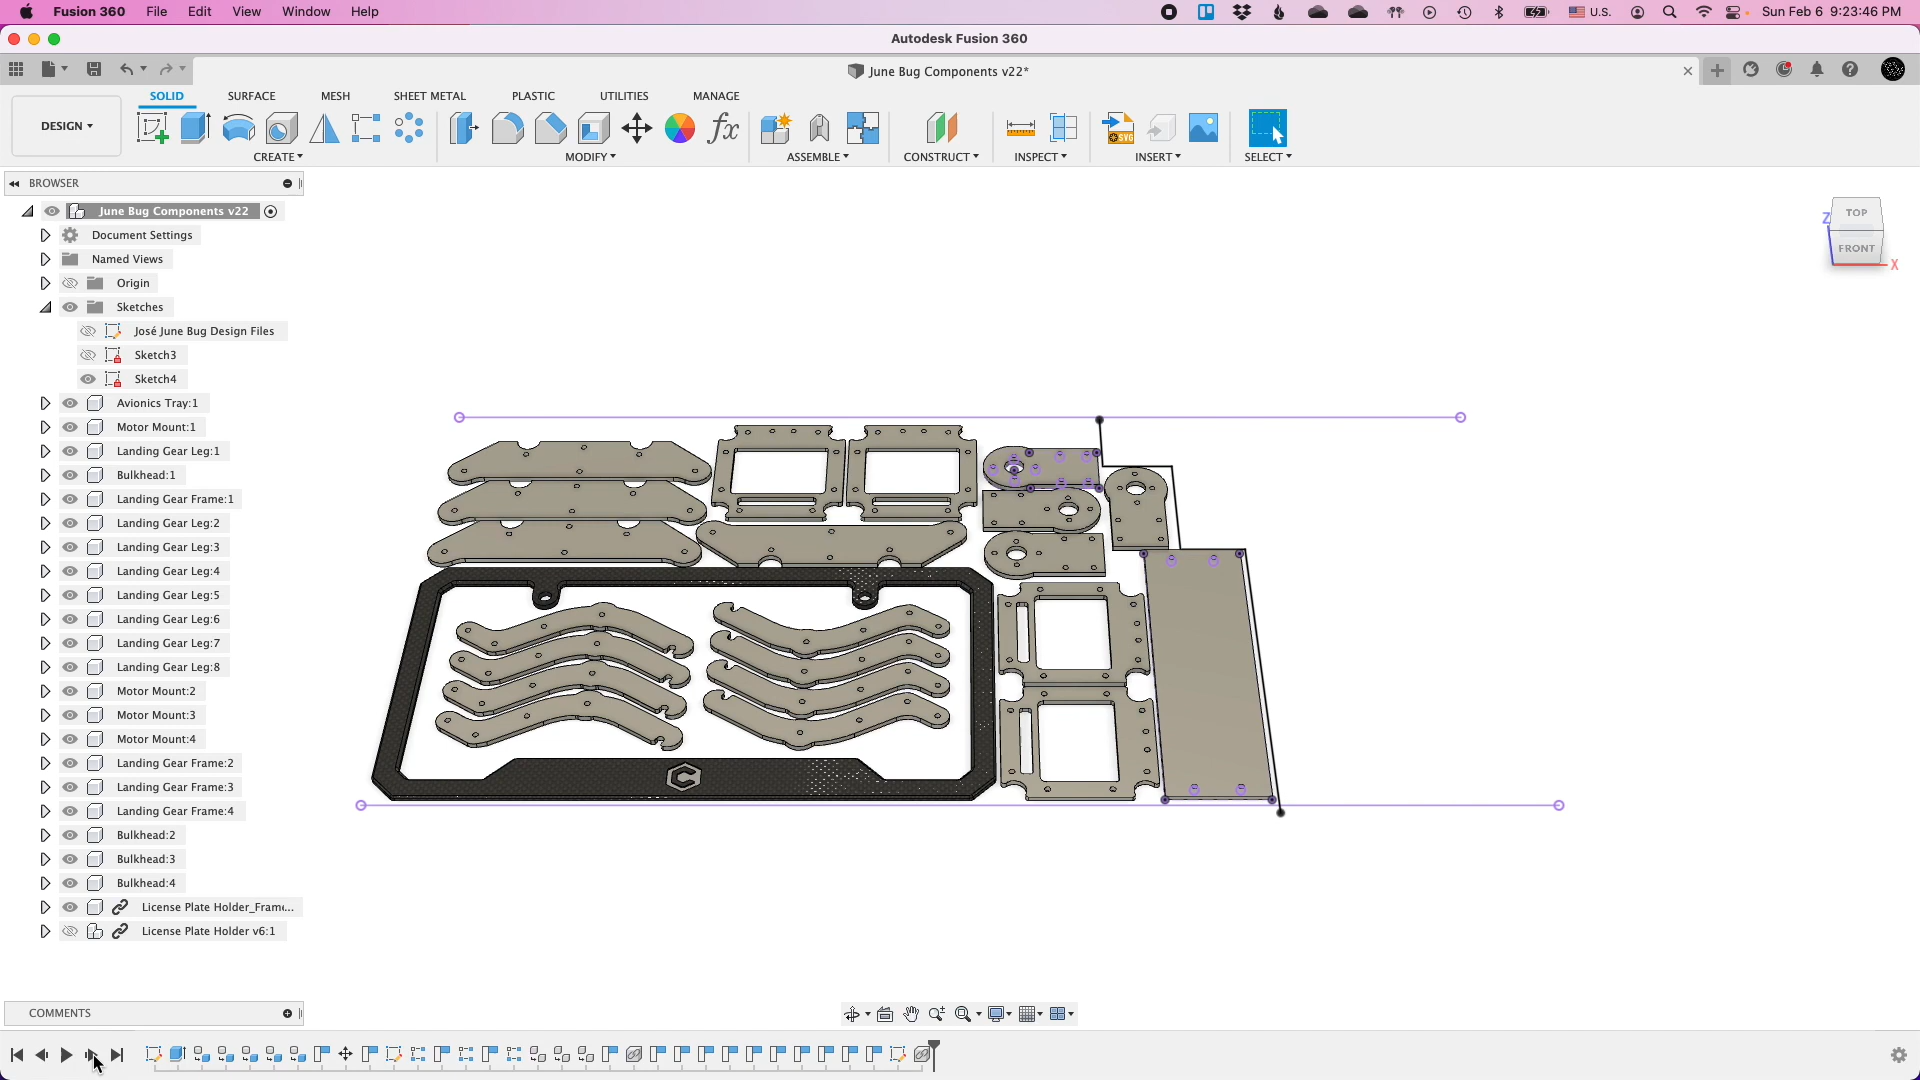 Fusion 360 File Edit View Window Help U.S. Sun Feb 6 9:23:46 PM
Autodesk Fusion 360
June Bug Components v22*
SOLID SURFACE MESH SHEET METAL PLASTIC UTILITIES MANAGE
DESIGN
fx
SVG
CREATE MODIFY ASSEMBLE CONSTRUCT INSPECT INSERT SELECT
BROWSER
June Bug Components v22
Document Settings
Named Views
Origin
Sketches
José June Bug Design Files
Sketch3
Sketch4
Avionics Tray:1
Motor Mount:1
Landing Gear Leg:1
Bulkhead:1
Landing Gear Frame:1
Landing Gear Leg:2
Landing Gear Leg:3
Landing Gear Leg:4
Landing Gear Leg:5
Landing Gear Leg:6
Landing Gear Leg:7
Landing Gear Leg:8
Motor Mount:2
Motor Mount:3
Motor Mount:4
Landing Gear Frame:2
Landing Gear Frame:3
Landing Gear Frame:4
Bulkhead:2
Bulkhead:3
Bulkhead:4
License Plate Holder_Fram...
License Plate Holder v6:1
TOP
Z
FRONT
X
COMMENTS